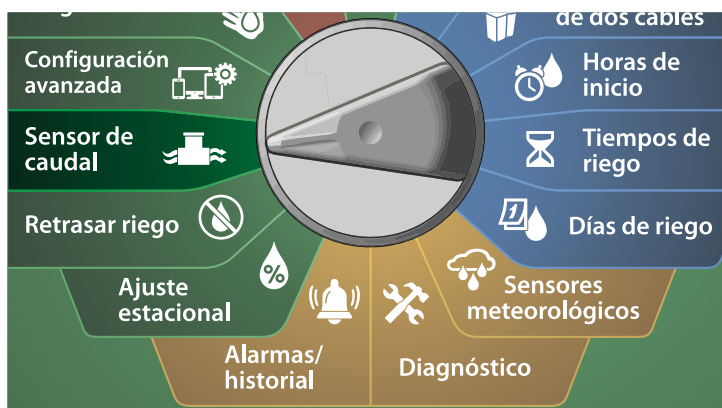 de dos cables
Configuración
avanzada
Horas de
inicio
Sensor de
caudal
Tiempos de
riego
Retrasar riego
1
Días de riego
Ajuste
estacional
%
Sensores
meteorológicos
Alarmas/
historial
Diagnóstico